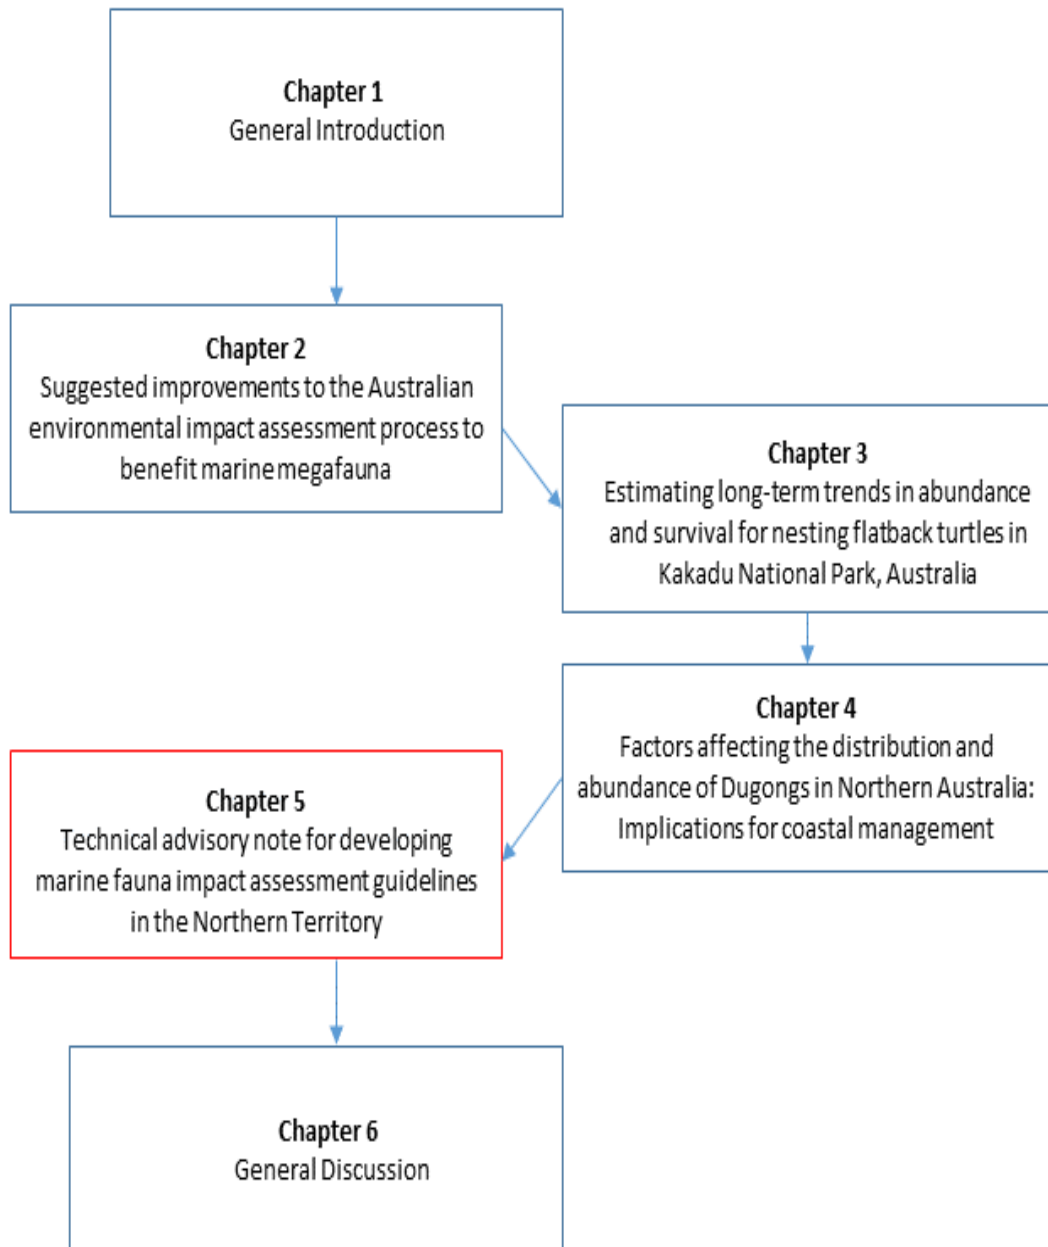 Chapter 1
General Introduction
Chapter 2
Suggested improvements to the Australian
environmental impact assessment process to
benefit marine megafauna
Chapter 3
Estimating long-term trends in abundance
and survival for nesting flatback turtles in
Kakadu National Park, Australia
Chapter 4
Factors affecting the distribution and
abundance of Dugongs in Northern Australia:
Implications for coastal management
Chapter 5
Technical advisory note for developing
marine fauna impact assessment guidelines
in the Northern Territory
Chapter 6
General Discussion